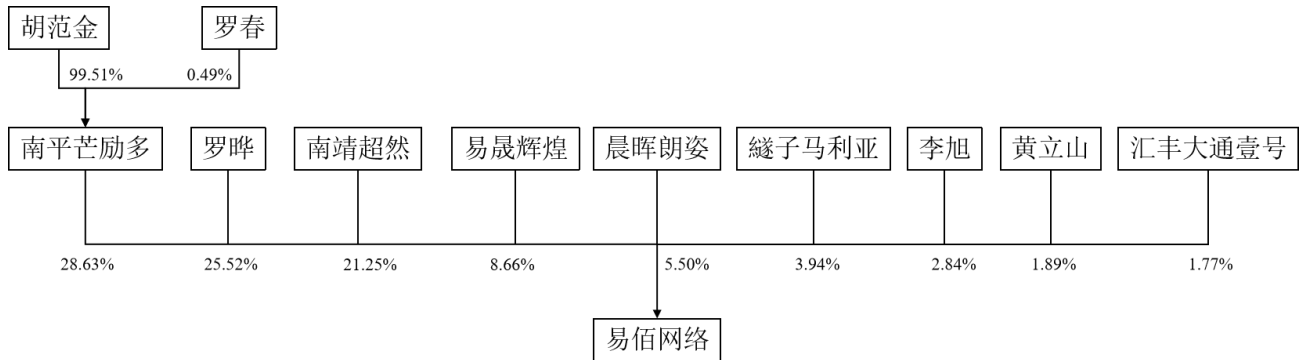 胡范金 罗春
99.51% 0.49%
南平芒励多 罗晔 南靖超然 易晟辉煌 晨晖朗姿 繸子马利亚 李旭 黄立山 汇丰大通壹号
28.63% 25.52% 21.25% 8.66% 5.50% 3.94% 2.84% 1.89% 1.77%
易佰网络